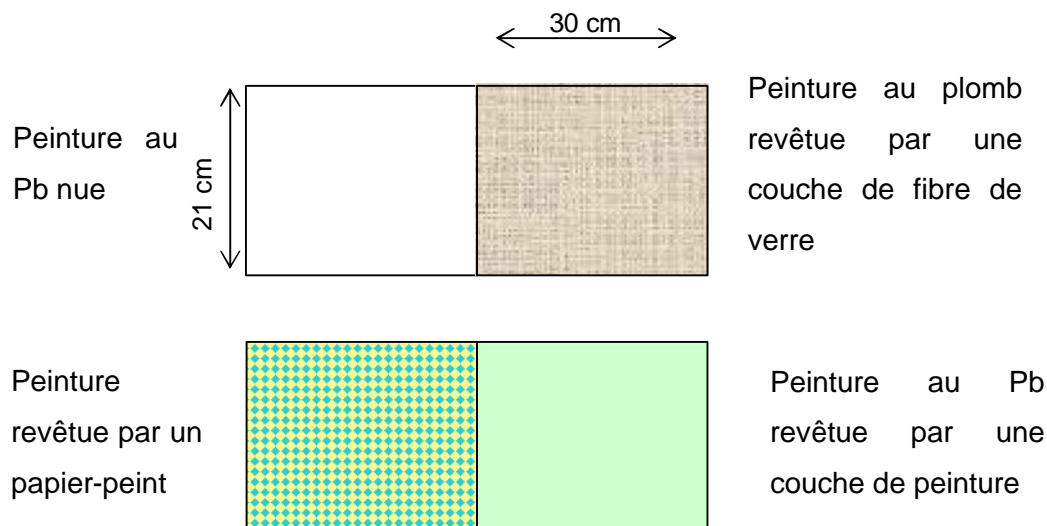 30 cm
Peinture au
Pb nue
21 cm
Peinture au plomb
revêtue par une
couche de fibre de
verre
Peinture
revêtue par un
papier-peint
Peinture au Pb
revêtue par une
couche de peinture